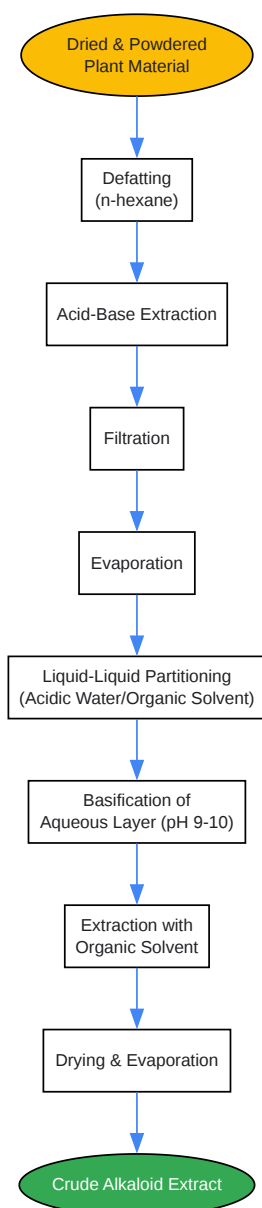 Dried & Powdered
Plant Material
Defatting
(n-hexane)
Acid-Base Extraction
Filtration
Evaporation
Liquid-Liquid Partitioning
(Acidic Water/Organic Solvent)
Basification of
Aqueous Layer (pH 9-10)
Extraction with
Organic Solvent
Drying & Evaporation
Crude Alkaloid Extract